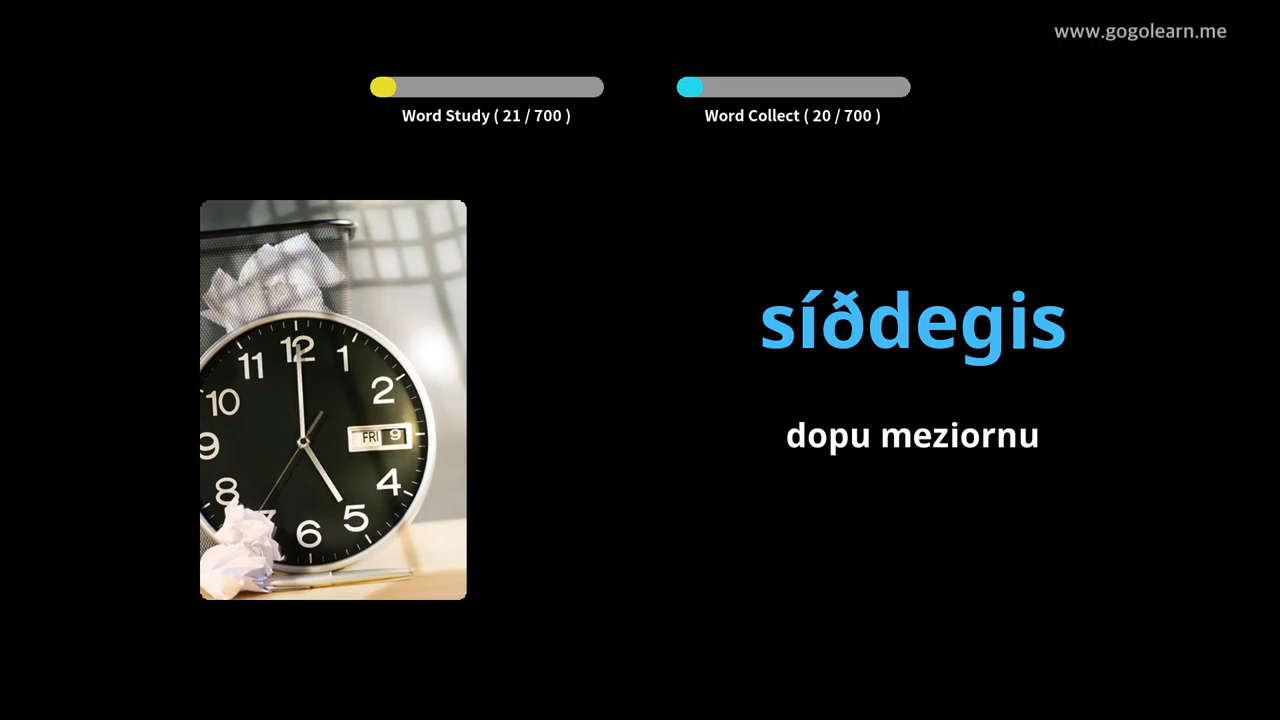 www.gogolearn.me
Word Study ( 21 / 700 )
Word Collect ( 20 / 700 )
12
11
1
10
2
9
FRI 9
8
4
7
5
6
síðdegis
dopu meziornu